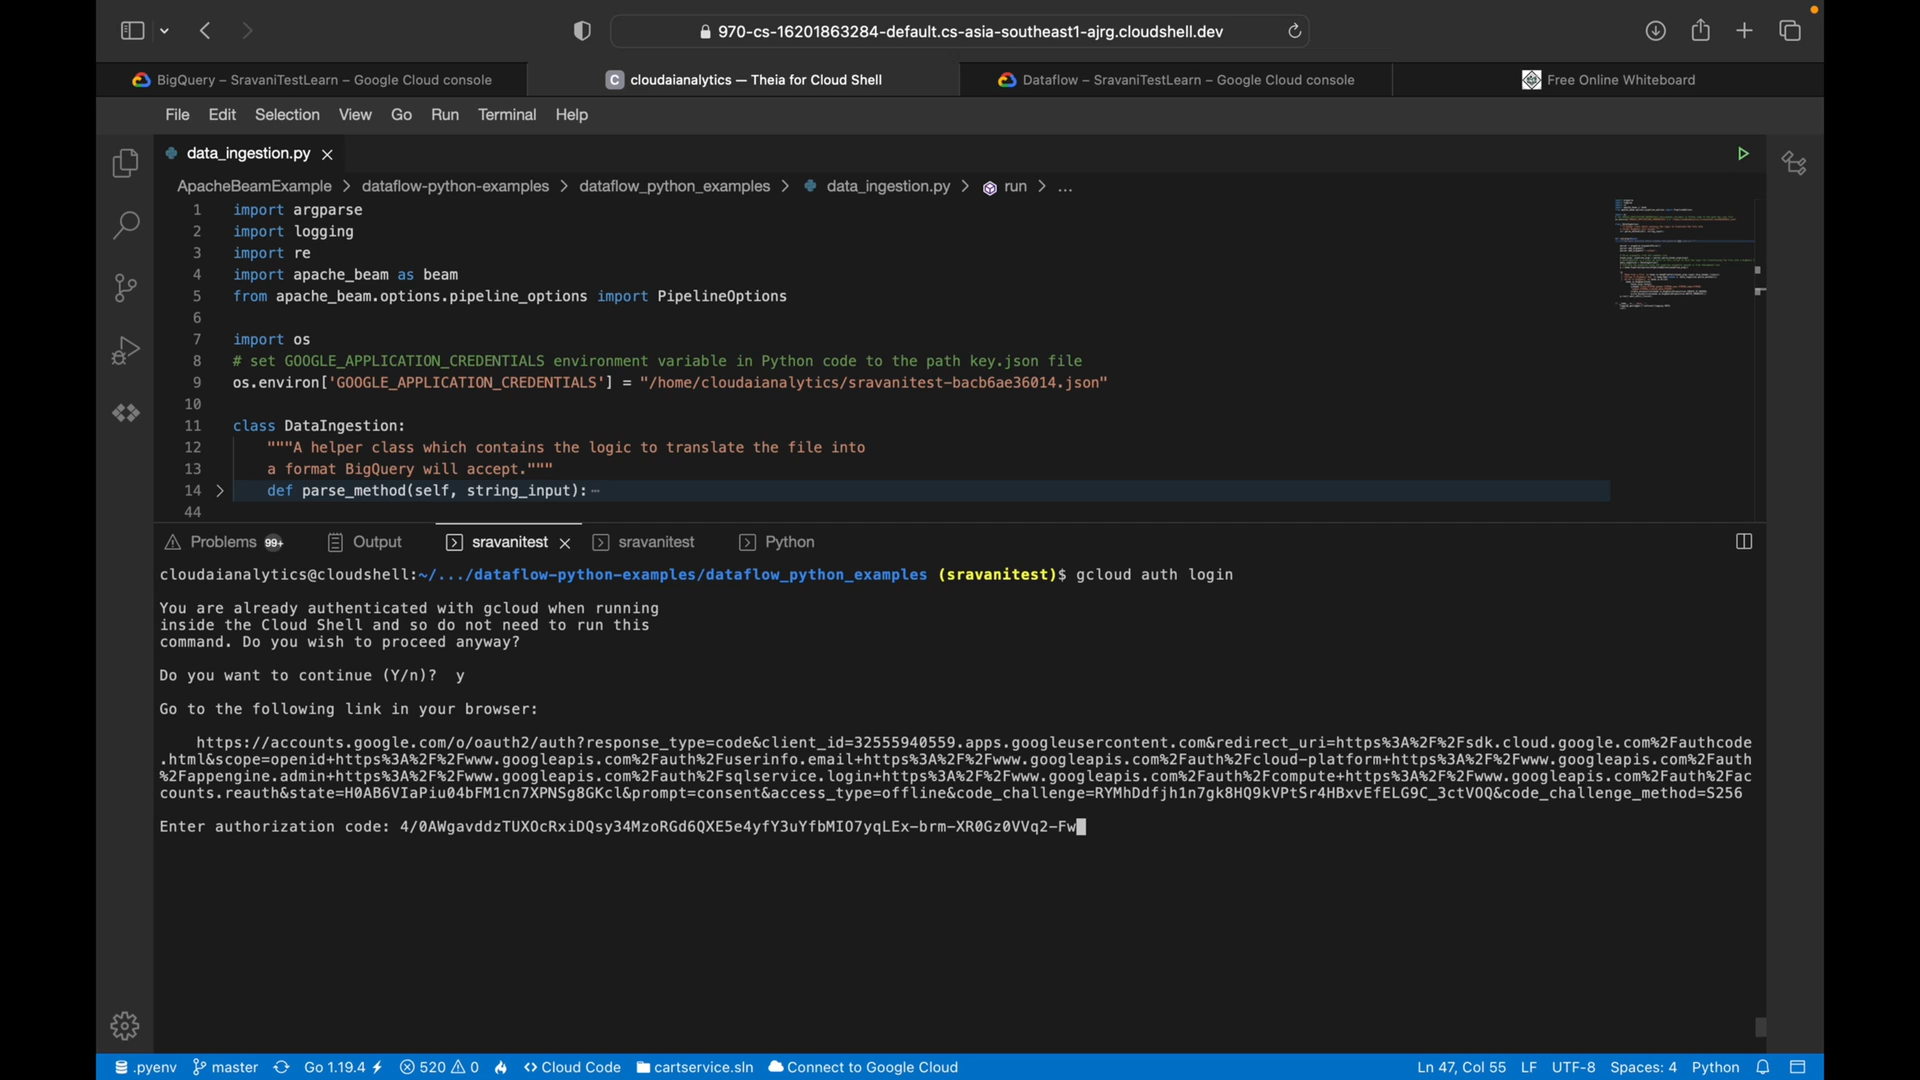 970-cs-16201863284-default.cs-asia-southeast1-ajrg.cloudshell.dev
BigQuery – SravaniTestLearn – Google Cloud console
C cloudaianalytics — Theia for Cloud Shell
Dataflow – SravaniTestLearn – Google Cloud console
Free Online Whiteboard
File Edit Selection View Go Run Terminal Help
data_ingestion.py
ApacheBeamExample > dataflow-python-examples > dataflow_python_examples > data_ingestion.py > run > ...
1 import argparse
2 import logging
3 import re
4 import apache_beam as beam
5 from apache_beam.options.pipeline_options import PipelineOptions
6
7 import os
8 # set GOOGLE_APPLICATION_CREDENTIALS environment variable in Python code to the path key.json file
9 os.environ['GOOGLE_APPLICATION_CREDENTIALS'] = "/home/cloudaianalytics/sravanitest-bacb6ae36014.json"
10
11 class DataIngestion:
12 """A helper class which contains the logic to translate the file into
13 a format BigQuery will accept."""
14 > def parse_method(self, string_input): ⋯
44
Problems 99+ Output sravanitest sravanitest Python
cloudaianalytics@cloudshell:~/.../dataflow-python-examples/dataflow_python_examples (sravanitest)$ gcloud auth login
You are already authenticated with gcloud when running
inside the Cloud Shell and so do not need to run this
command. Do you wish to proceed anyway?
Do you want to continue (Y/n)? y
Go to the following link in your browser:
https://accounts.google.com/o/oauth2/auth?response_type=code&client_id=32555940559.apps.googleusercontent.com&redirect_uri=https%3A%2F%2Fsdk.cloud.google.com%2Fauthcode
.html&scope=openid+https%3A%2F%2Fwww.googleapis.com%2Fauth%2Fuserinfo.email+https%3A%2F%2Fwww.googleapis.com%2Fauth%2Fcloud-platform+https%3A%2F%2Fwww.googleapis.com%2Fauth
%2Fappengine.admin+https%3A%2F%2Fwww.googleapis.com%2Fauth%2Fsqlservice.login+https%3A%2F%2Fwww.googleapis.com%2Fauth%2Fcompute+https%3A%2F%2Fwww.googleapis.com%2Fauth%2Fac
counts.reauth&state=H0AB6VIaPiu04bFM1cn7XPNSg8GKcl&prompt=consent&access_type=offline&code_challenge=RYMhDdfjh1n7gk8HQ9kVPtSr4HBxvEfELG9C_3ctVOQ&code_challenge_method=S256
Enter authorization code: 4/0AWgavddzTUXOcRxiDQsy34MzoRGd6QXE5e4yfY3uYfbMIO7yqLEx-brm-XR0Gz0VVq2-Fw
.pyenv master Go 1.19.4 520 0 Cloud Code cartservice.sln Connect to Google Cloud Ln 47, Col 55 LF UTF-8 Spaces: 4 Python